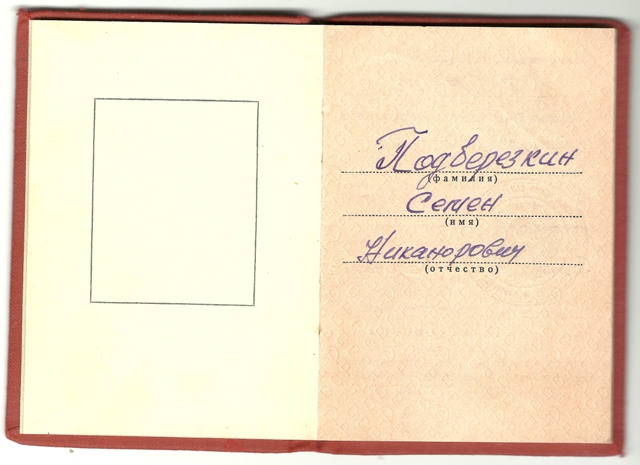 Подберезкин
(фамилия)
Семен
(имя)
Никанорович
(отчество)